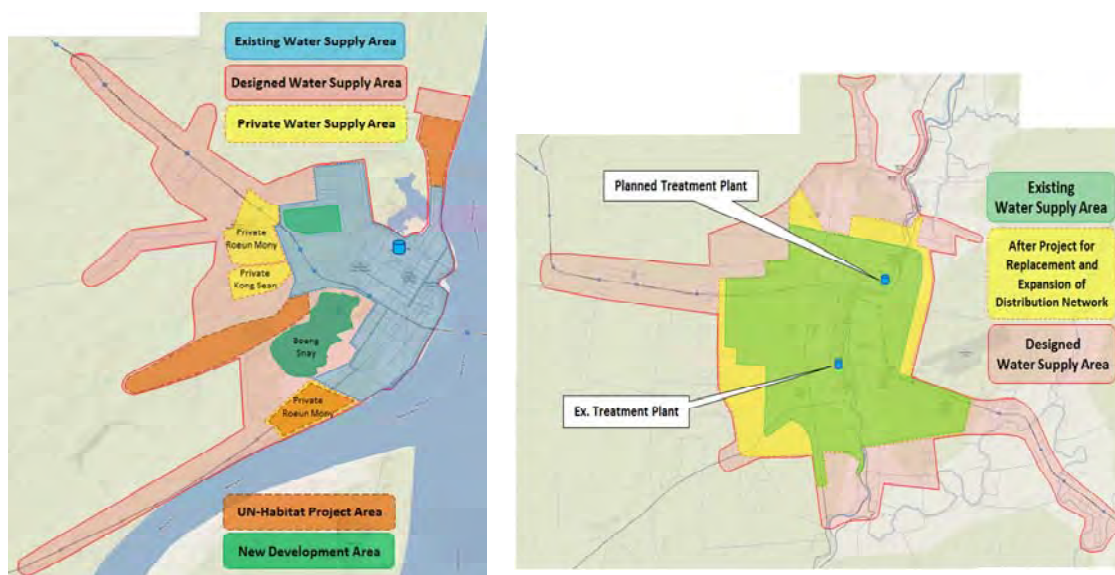 Existing Water Supply Area
Designed Water Supply Area
Private Water Supply Area
Private
Roeun Mony
Private
Kong Sean
Boeng
Snay
Private
Roeun Mony
UN-Habitat Project Area
New Development Area
Planned Treatment Plant
Ex. Treatment Plant
Existing
Water Supply Area
After Project for
Replacement and
Expansion of
Distribution Network
Designed
Water Supply Area